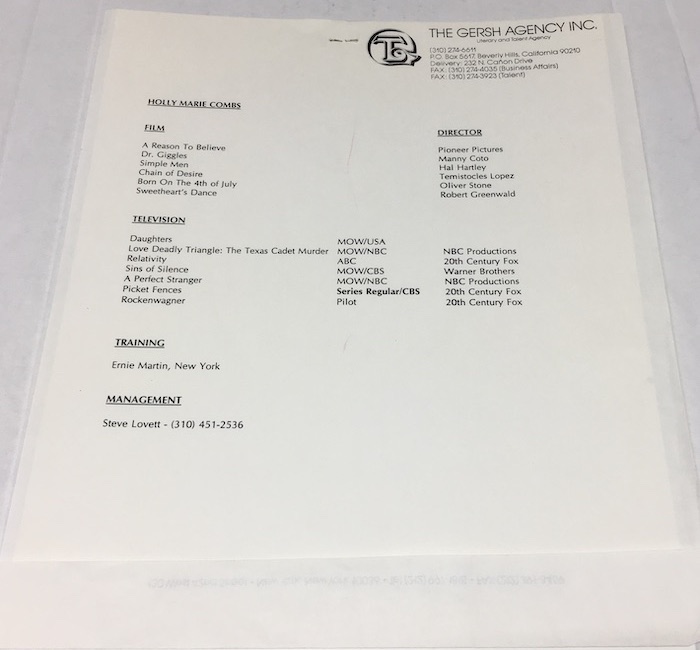 THE GERSH AGENCY INC.
Literary and Talent Agency
(310) 274-6611
P.O. Box 5617, Beverly Hills, California 90210
Delivery: 232 N. Cañon Drive
FAX: (310) 274-4035 (Business Affairs)
FAX: (310) 274-3923 (Talent)
HOLLY MARIE COMBS
FILM DIRECTOR
A Reason To Believe Pioneer Pictures
Dr. Giggles Manny Coto
Simple Men Hal Hartley
Chain of Desire Temistocles Lopez
Born On The 4th of July Oliver Stone
Sweetheart's Dance Robert Greenwald
TELEVISION
Daughters MOW/USA
Love Deadly Triangle: The Texas Cadet Murder MOW/NBC NBC Productions
Relativity ABC 20th Century Fox
Sins of Silence MOW/CBS Warner Brothers
A Perfect Stranger MOW/NBC NBC Productions
Picket Fences Series Regular/CBS 20th Century Fox
Rockenwagner Pilot 20th Century Fox
TRAINING
Ernie Martin, New York
MANAGEMENT
Steve Lovett - (310) 451-2536